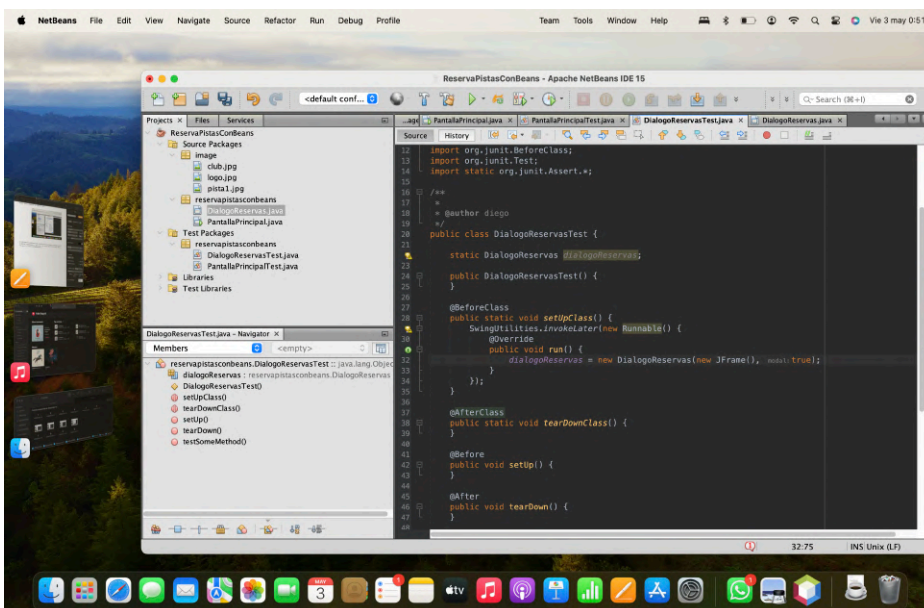 NetBeans File Edit View Navigate Source Refactor Run Debug Profile Team Tools Window Help Vie 3 may 0:51
ReservaPistasConBeans - Apache NetBeans IDE 15
<default conf... Search (⌘+I)
Projects × Files Services
...age PantallaPrincipal.java × PantallaPrincipalTest.java × DialogoReservasTest.java × DialogoReservas.java ×
Source History
ReservaPistasConBeans
Source Packages
image
club.jpg
logo.jpg
pista1.jpg
reservapistasconbeans
DialogoReservas.java
PantallaPrincipal.java
Test Packages
reservapistasconbeans
DialogoReservasTest.java
PantallaPrincipalTest.java
Libraries
Test Libraries
DialogoReservasTest.java - Navigator ×
Members <empty>
reservapistasconbeans.DialogoReservasTest :: java.lang.Objec
dialogoReservas : reservapistasconbeans.DialogoReservas
DialogoReservasTest()
setUpClass()
tearDownClass()
setUp()
tearDown()
testSomeMethod()
12 import org.junit.BeforeClass;
13 import org.junit.Test;
14 import static org.junit.Assert.*;
15
16 /**
17 *
18 * @author diego
19 */
20 public class DialogoReservasTest {
21
static DialogoReservas dialogoReservas;
23
24 public DialogoReservasTest() {
25 }
26
27 @BeforeClass
28 public static void setUpClass() {
SwingUtilities.invokeLater(new Runnable() {
30 @Override
public void run() {
32 dialogoReservas = new DialogoReservas(new JFrame(), modal: true);
33 }
34 });
35 }
36
37 @AfterClass
38 public static void tearDownClass() {
39 }
40
41 @Before
42 public void setUp() {
43 }
44
45 @After
46 public void tearDown() {
47 }
48
32:75 INS Unix (LF)
MAY
3
1
tv
1